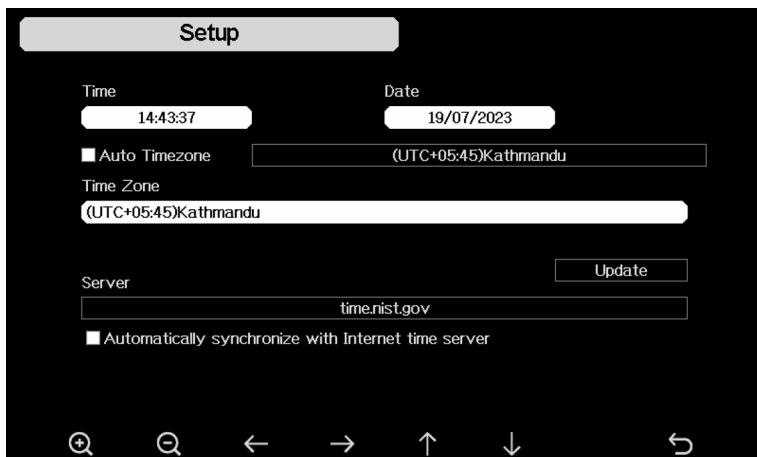 Setup
Time Date
14:43:37 19/07/2023
Auto Timezone (UTC+05:45)Kathmandu
Time Zone
(UTC+05:45)Kathmandu
Update
Server
time.nist.gov
Automatically synchronize with Internet time server